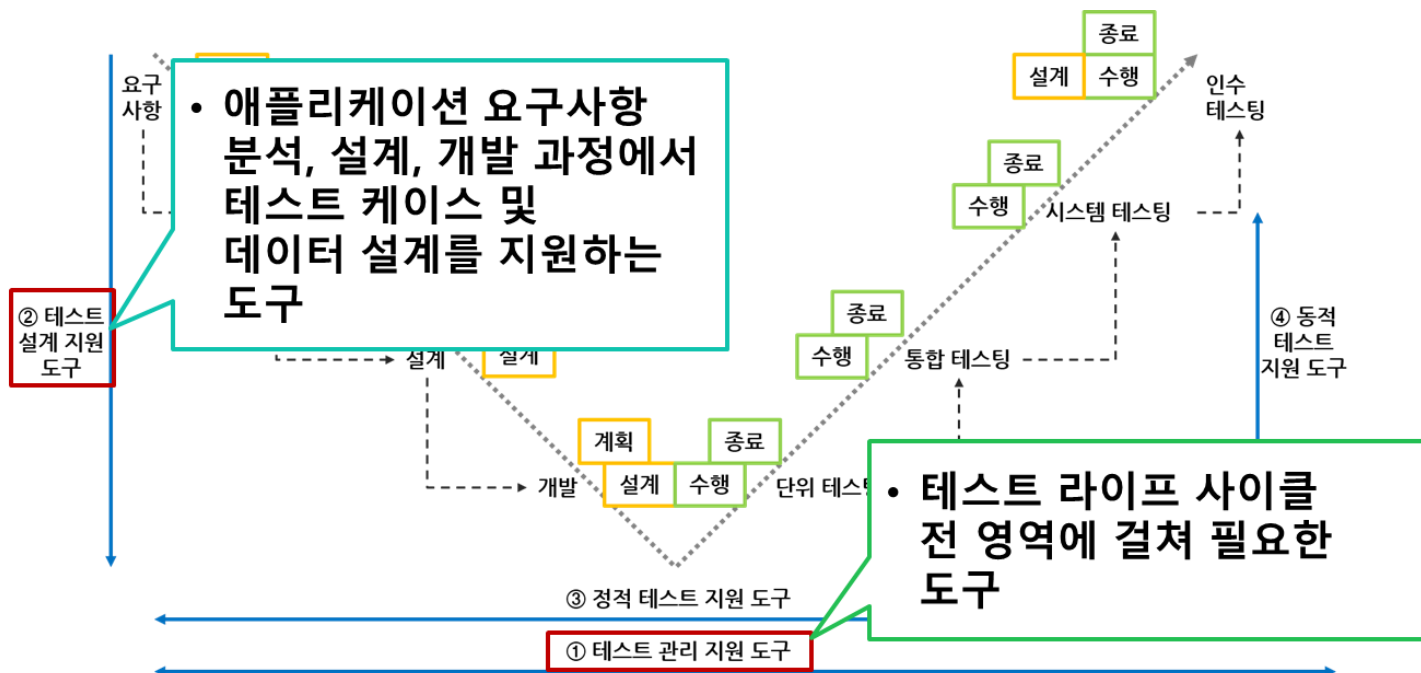 종료
설계 수행
인수
테스팅
요구
사항
• 애플리케이션 요구사항
분석, 설계, 개발 과정에서
테스트 케이스 및
데이터 설계를 지원하는
도구
종료
수행
시스템 테스팅
② 테스트
설계 지원
도구
종료
수행
통합 테스팅
④ 동적
테스트
지원 도구
설계
설계
계획
종료
개발
설계 수행
단위 테스팅
• 테스트 라이프 사이클
전 영역에 걸쳐 필요한
도구
③ 정적 테스트 지원 도구
① 테스트 관리 지원 도구